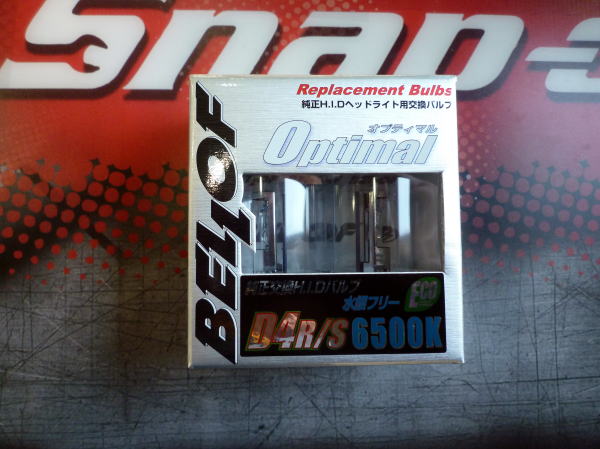 Snap-o
Replacement Bulbs
純正H.I.Dヘッドライト用交換バルブ
オプティマル
Optimal
BELLOF
純正交換H.I.Dバルブ
水銀フリー
ECO
D4R/S 6500K